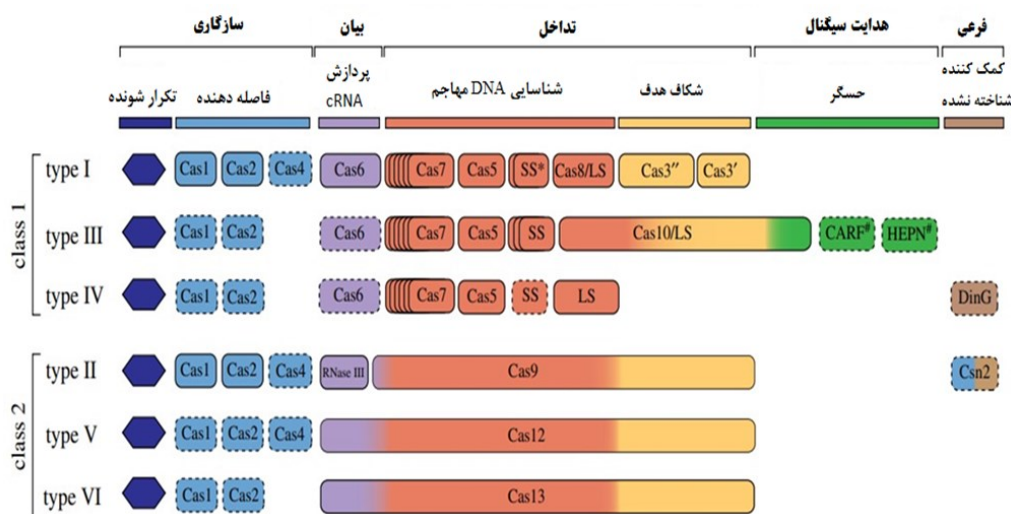 سازگاری بیان تداخل هدایت سیگنال فرعی
تکرار شونده فاصله دهنده پردازش شناسایی DNA مهاجم شکاف هدف حسگر کمک کننده
cRNA شناخته نشده
class 1
type I Cas1 Cas2 Cas4 Cas6 Cas7 Cas5 SS* Cas8/LS Cas3″ Cas3′
type III Cas1 Cas2 Cas6 Cas7 Cas5 SS Cas10/LS CARF# HEPN#
type IV Cas1 Cas2 Cas6 Cas7 Cas5 SS LS DinG
class 2
type II Cas1 Cas2 Cas4 RNase III Cas9 Csn2
type V Cas1 Cas2 Cas4 Cas12
type VI Cas1 Cas2 Cas13